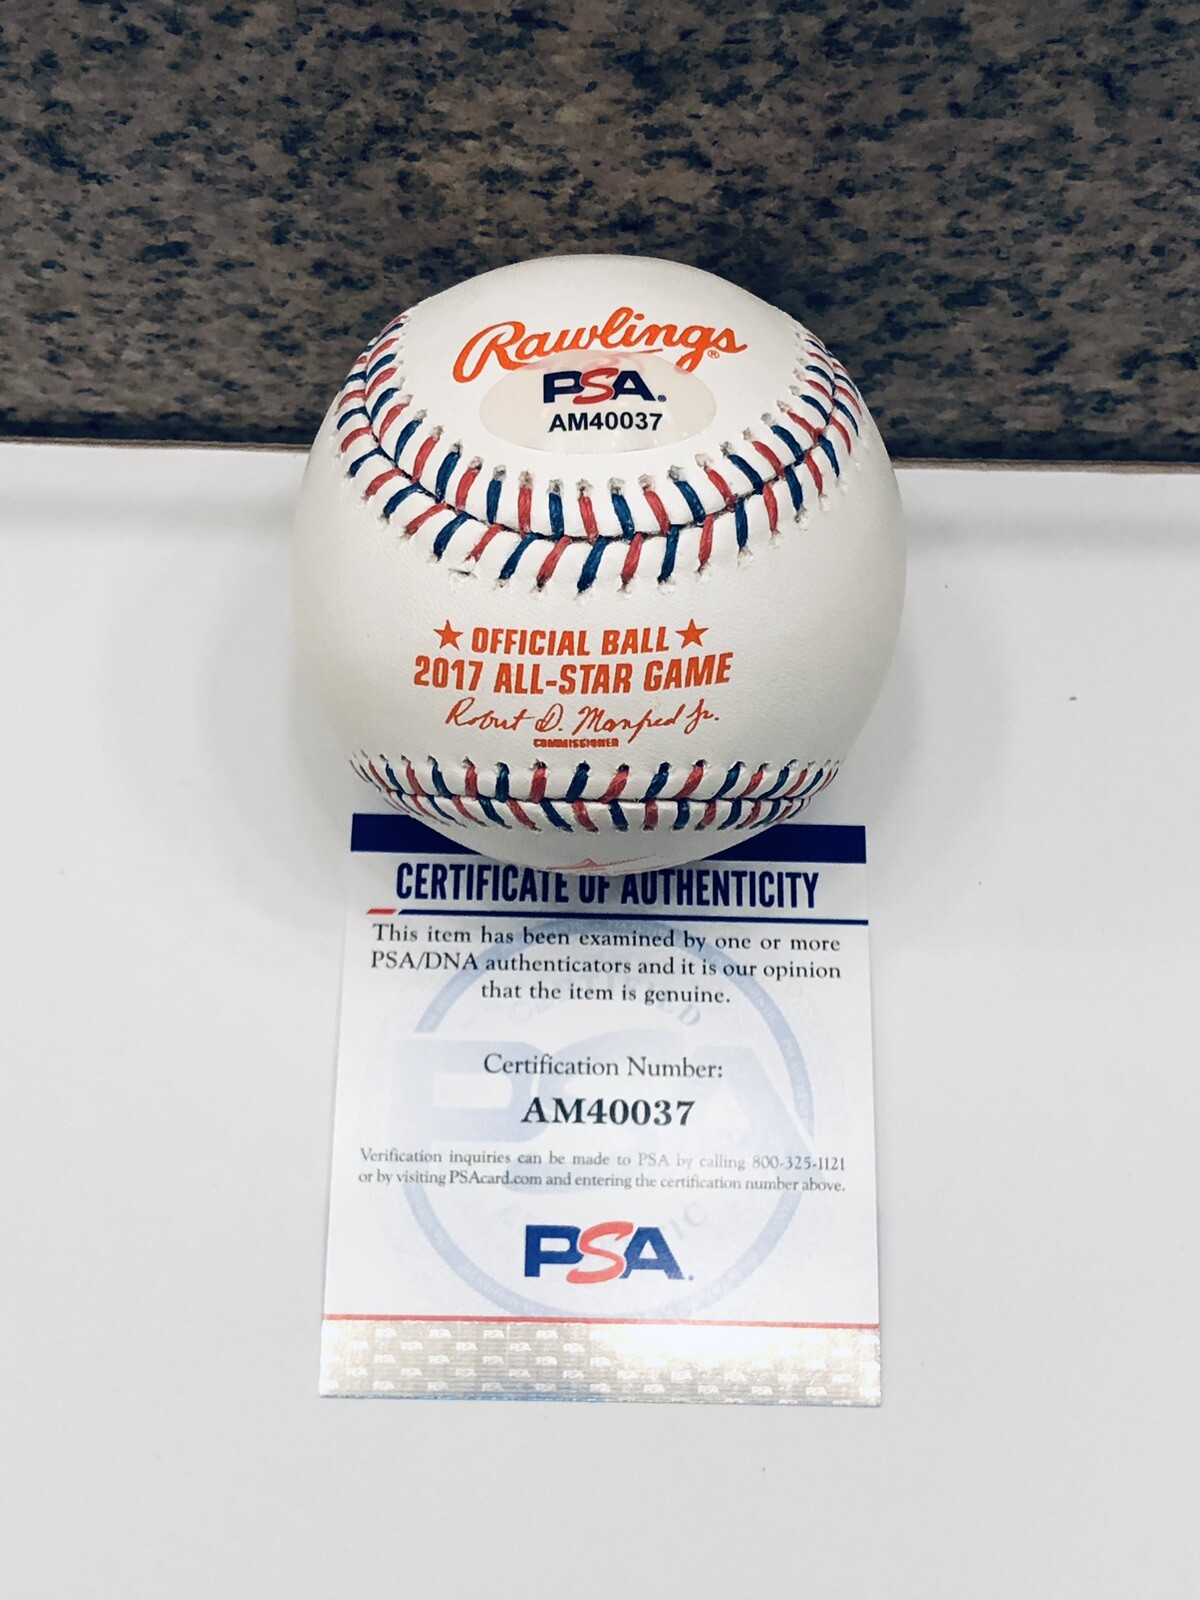 Rawlings®
PSA®
AM40037
★ OFFICIAL BALL ★
2017 ALL-STAR GAME
Robert D. Manfred Jr.
COMMISSIONER
CERTIFICATE OF AUTHENTICITY
This item has been examined by one or more
PSA/DNA authenticators and it is our opinion
that the item is genuine.
Certification Number:
AM40037
Verification inquiries can be made to PSA by calling 800-325-1121
or by visiting PSAcard.com and entering the certification number above.
PSA.